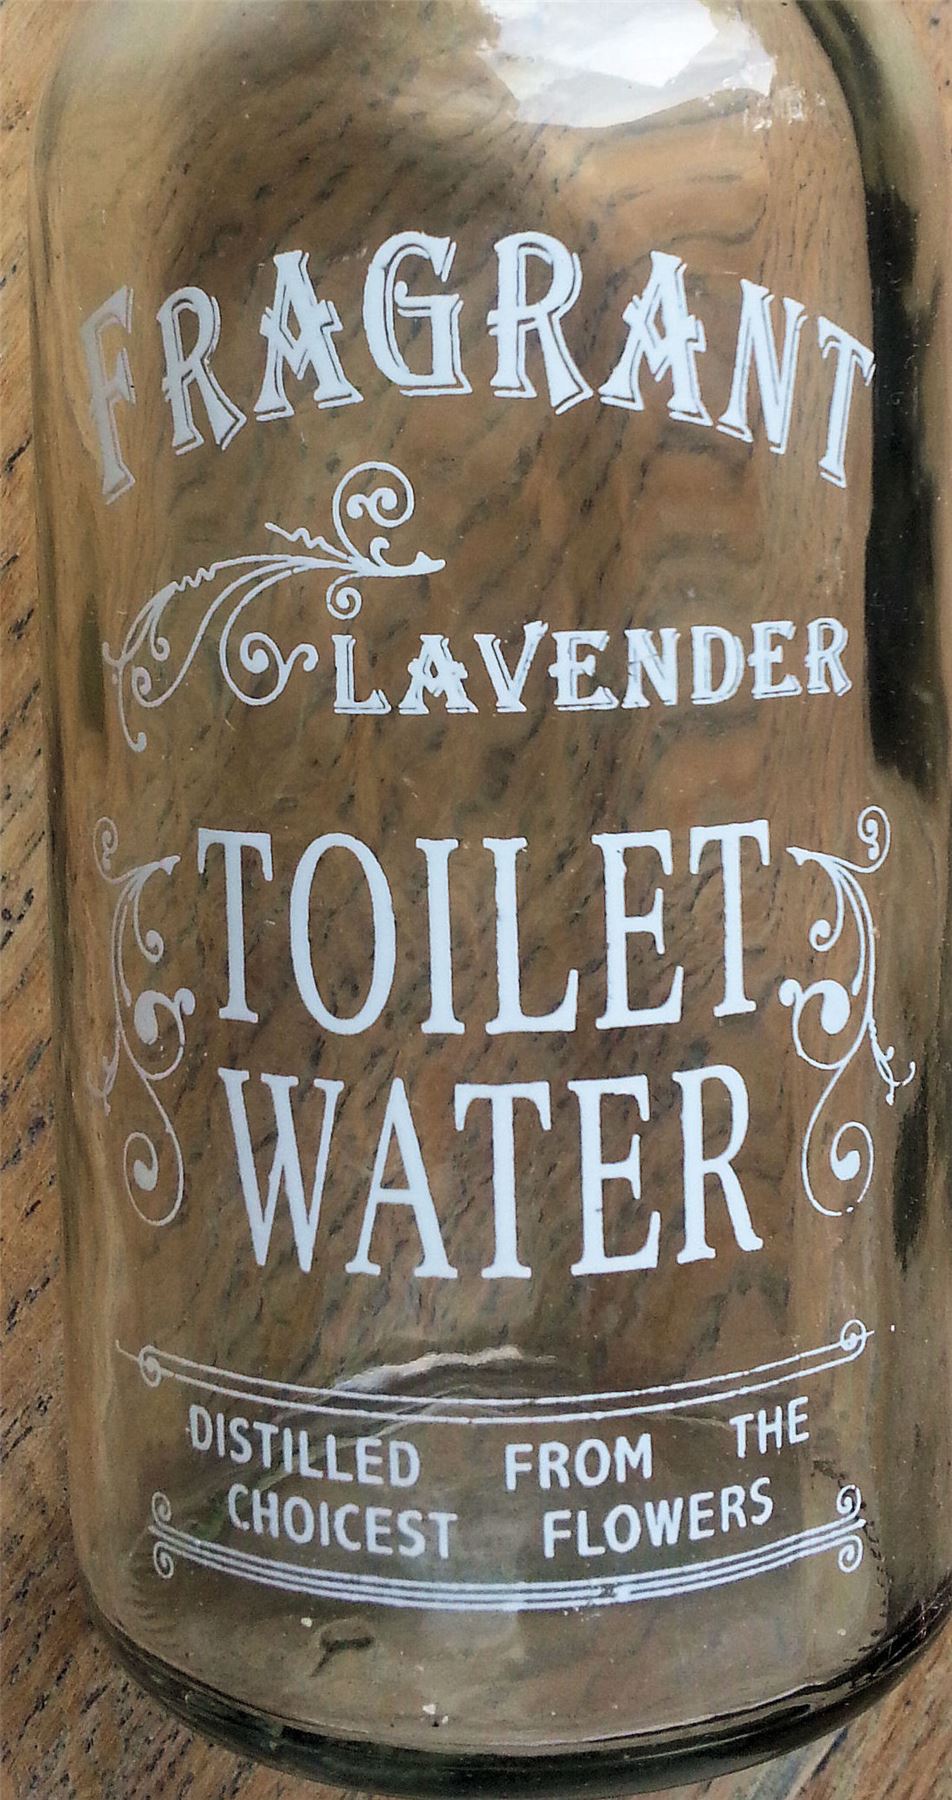 FRAGRANT
LAVENDER
TOILET
WATER
DISTILLED FROM THE
CHOICEST FLOWERS